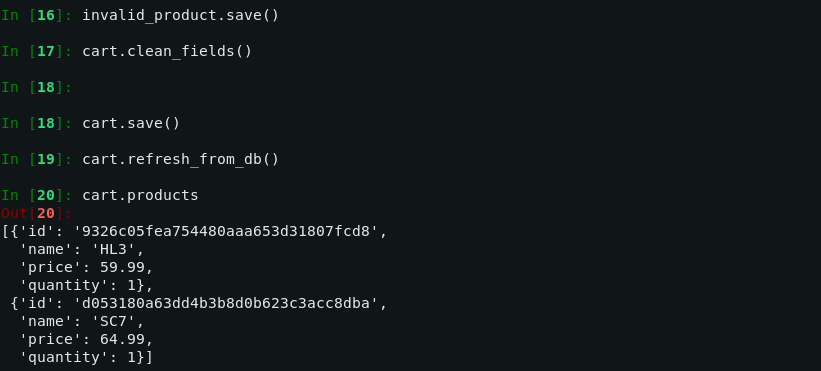 In [16]: invalid_product.save()
In [17]: cart.clean_fields()
In [18]:
In [18]: cart.save()
In [19]: cart.refresh_from_db()
In [20]: cart.products
Out[20]:
[{'id': '9326c05fea754480aaa653d31807fcd8',
  'name': 'HL3',
  'price': 59.99,
  'quantity': 1},
 {'id': 'd053180a63dd4b3b8d0b623c3acc8dba',
  'name': 'SC7',
  'price': 64.99,
  'quantity': 1}]